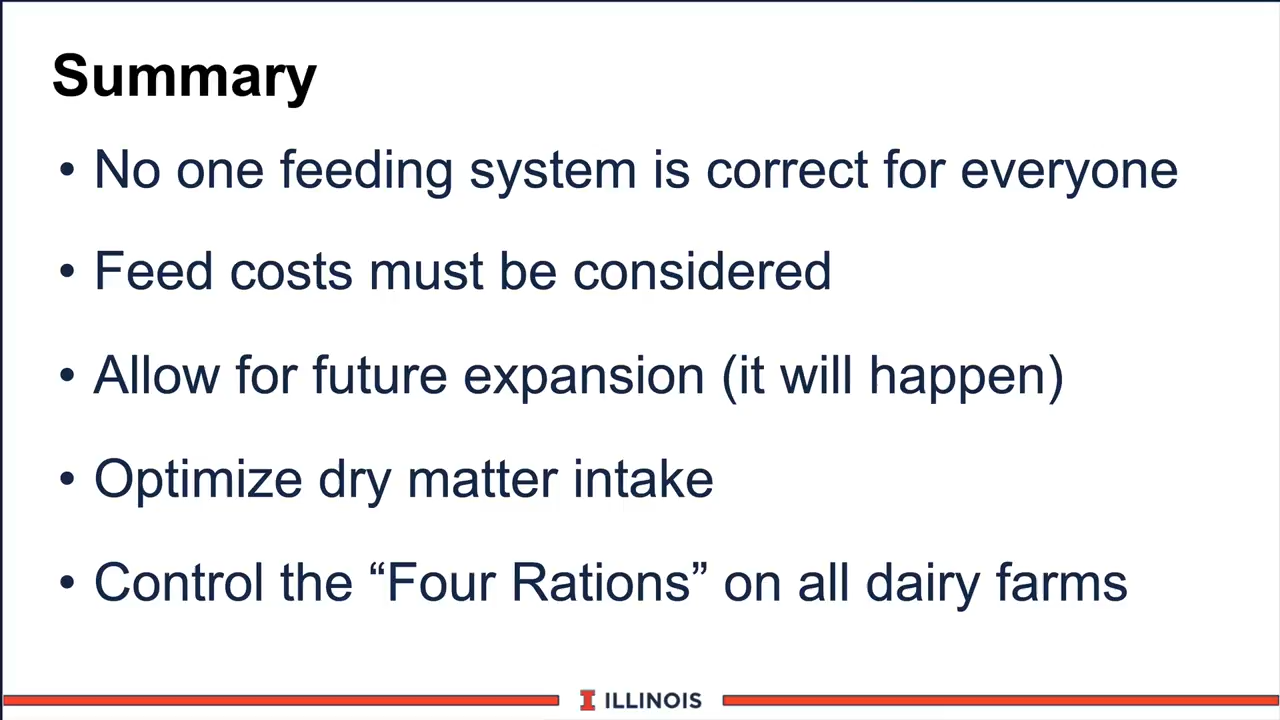 Summary
• No one feeding system is correct for everyone
• Feed costs must be considered
• Allow for future expansion (it will happen)
• Optimize dry matter intake
• Control the “Four Rations” on all dairy farms
I ILLINOIS